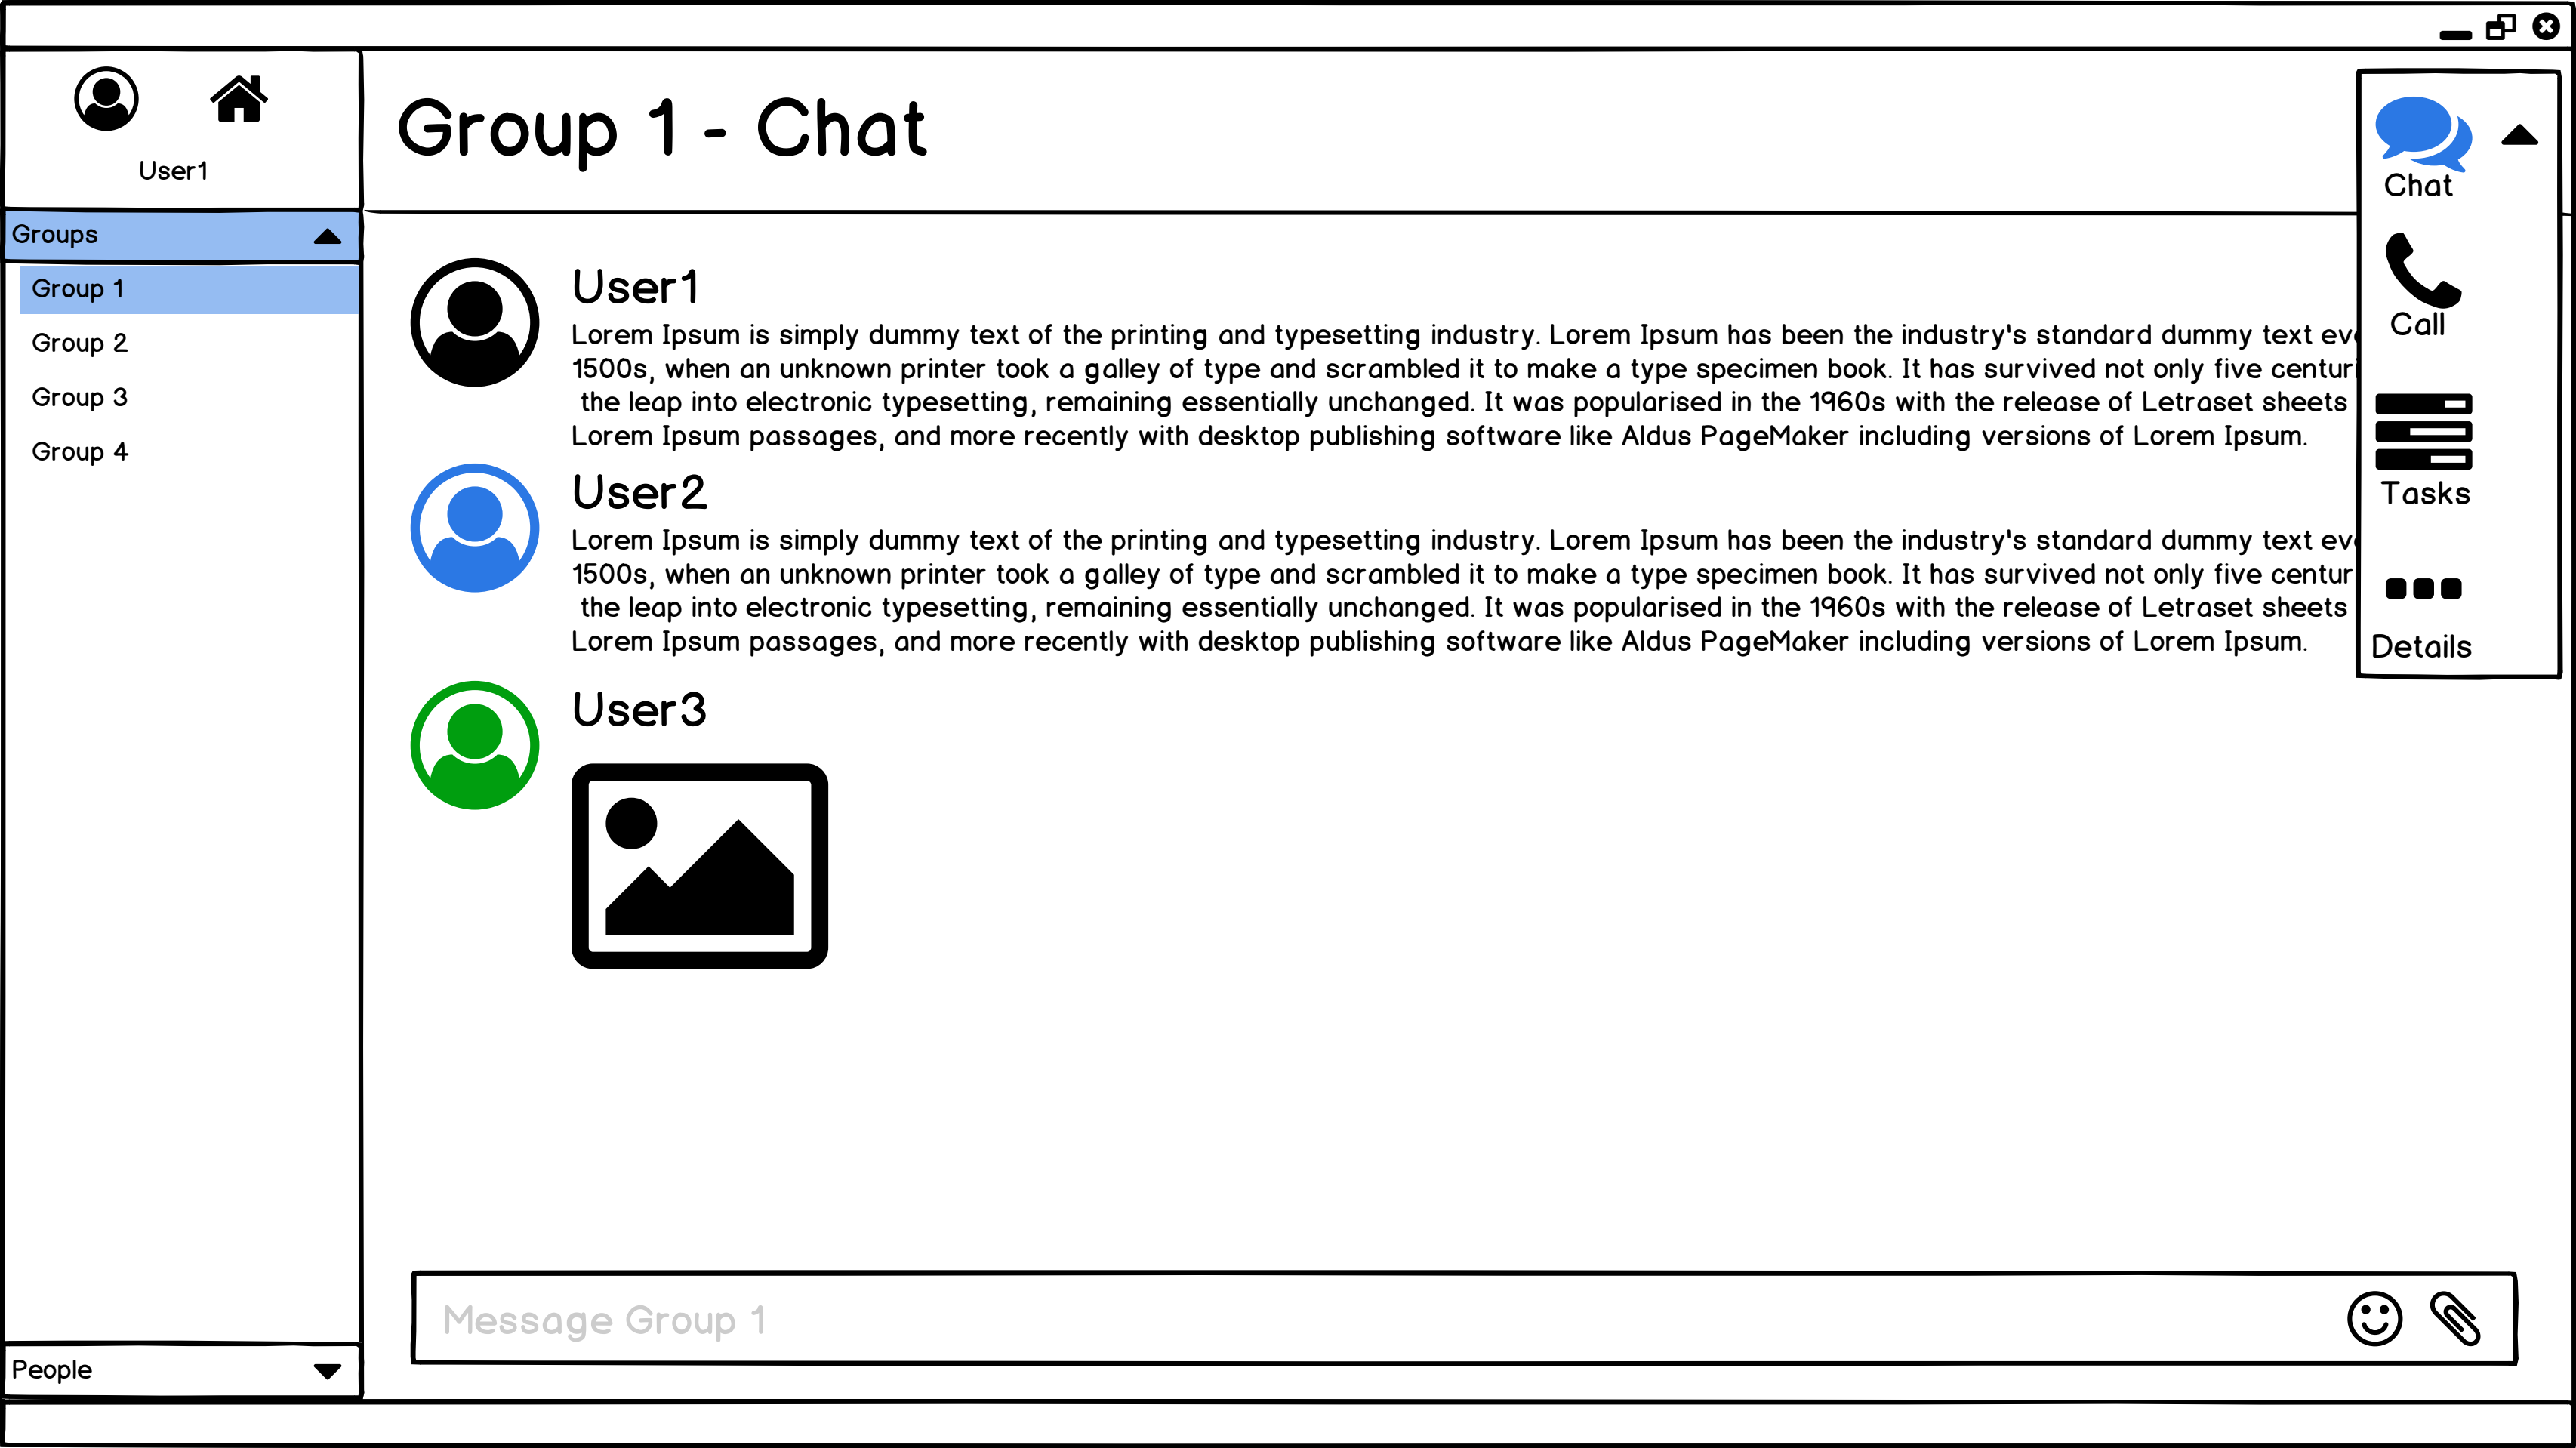 User1
Groups
Group 1
Group 2
Group 3
Group 4
People
Group 1 - Chat
User1
Lorem Ipsum is simply dummy text of the printing and typesetting industry. Lorem Ipsum has been the industry's standard dummy text
1500s, when an unknown printer took a galley of type and scrambled it to make a type specimen book. It has survived not only five
the leap into electronic typesetting, remaining essentially unchanged. It was popularised in the 1960s with the release of Letraset sheets
Lorem Ipsum passages, and more recently with desktop publishing software like Aldus PageMaker including versions of Lorem Ipsum.
User2
Lorem Ipsum is simply dummy text of the printing and typesetting industry. Lorem Ipsum has been the industry's standard dummy text
1500s, when an unknown printer took a galley of type and scrambled it to make a type specimen book. It has survived not only five
the leap into electronic typesetting, remaining essentially unchanged. It was popularised in the 1960s with the release of Letraset sheets
Lorem Ipsum passages, and more recently with desktop publishing software like Aldus PageMaker including versions of Lorem Ipsum.
User3
Message Group 1
Chat
Call
Tasks
Details